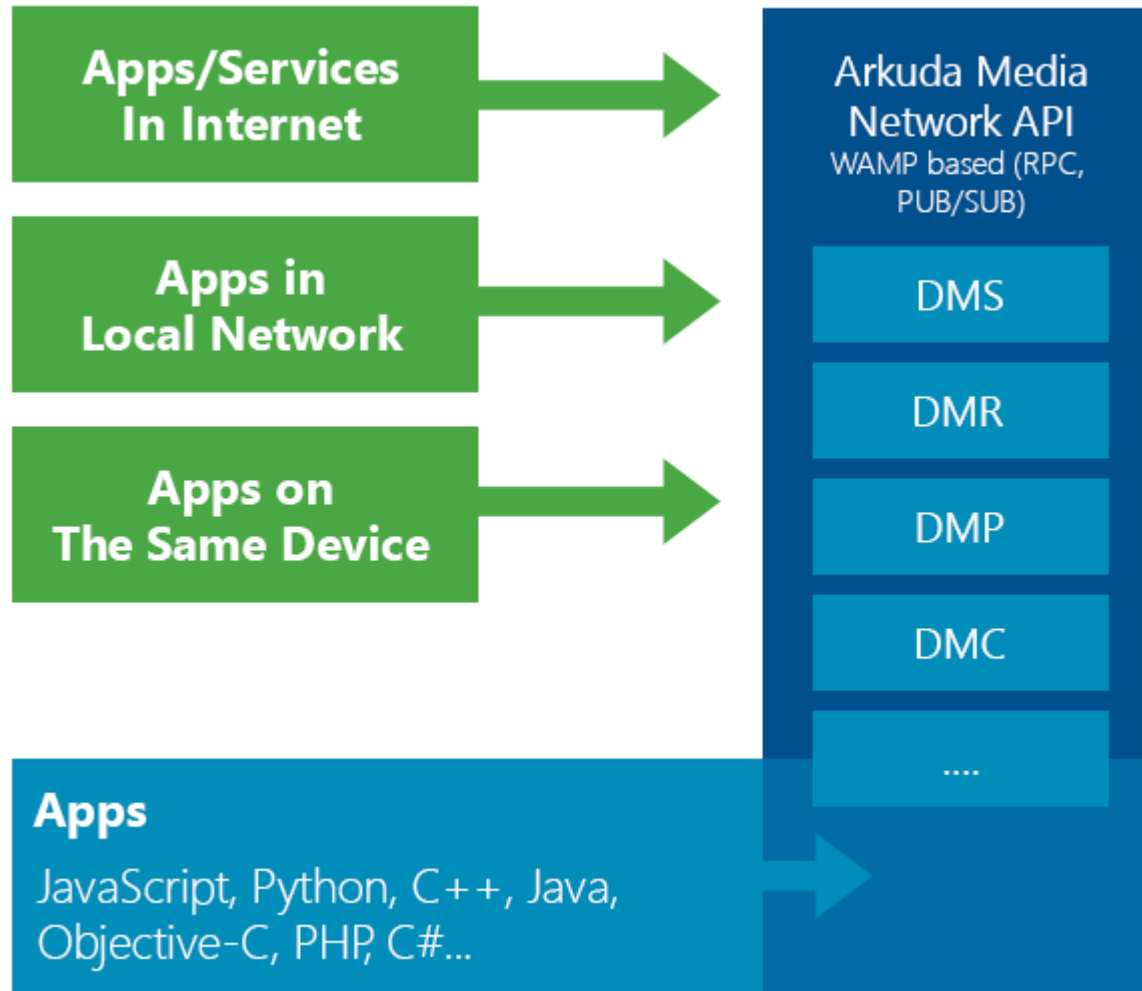 Apps/Services
In Internet
Apps in
Local Network
Apps on
The Same Device
Arkuda Media
Network API
WAMP based (RPC,
PUB/SUB)
DMS
DMR
DMP
DMC
....
Apps
JavaScript, Python, C++, Java,
Objective-C, PHP, C#...